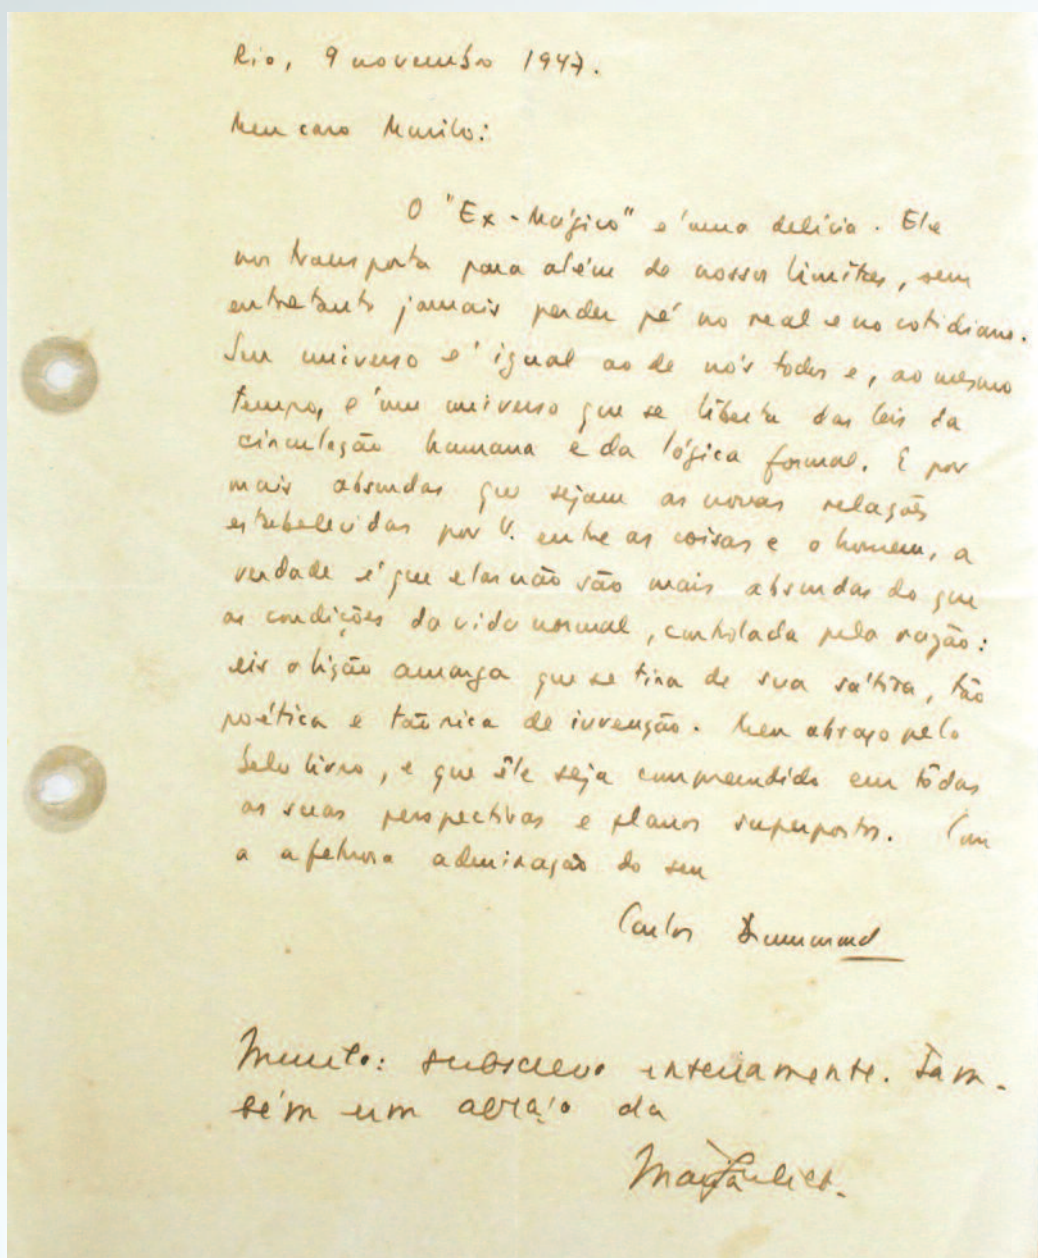 Rio, 9 novembro 1947.
Meu caro Murilo:
O "Ex-Mágico" é uma delícia. Ele
nos transporta para além de nossos limites, sem
entretanto jamais perder pé no real e no cotidiano.
Seu universo é igual ao de nós todos e, ao mesmo
tempo, é um universo que se liberta das leis da
circulação humana e da lógica formal. E por
mais absurdas que sejam as novas relações
estabelecidas por V. entre as coisas e o homem, a
verdade é que elas não são mais absurdas do que
as condições da vida normal, controlada pela razão:
eis a lição amarga que se tira de sua sátira, tão
poética e tão rica de invenção. Meu abraço pelo
belo livro, e que êle seja compreendido em tôdas
as suas perspectivas e planos superpostos. Com
a afetuosa admiração do seu
Carlos Drummond
Murilo: subscrevo inteiramente. Tam-
bém um abraço da
Maria Julieta.